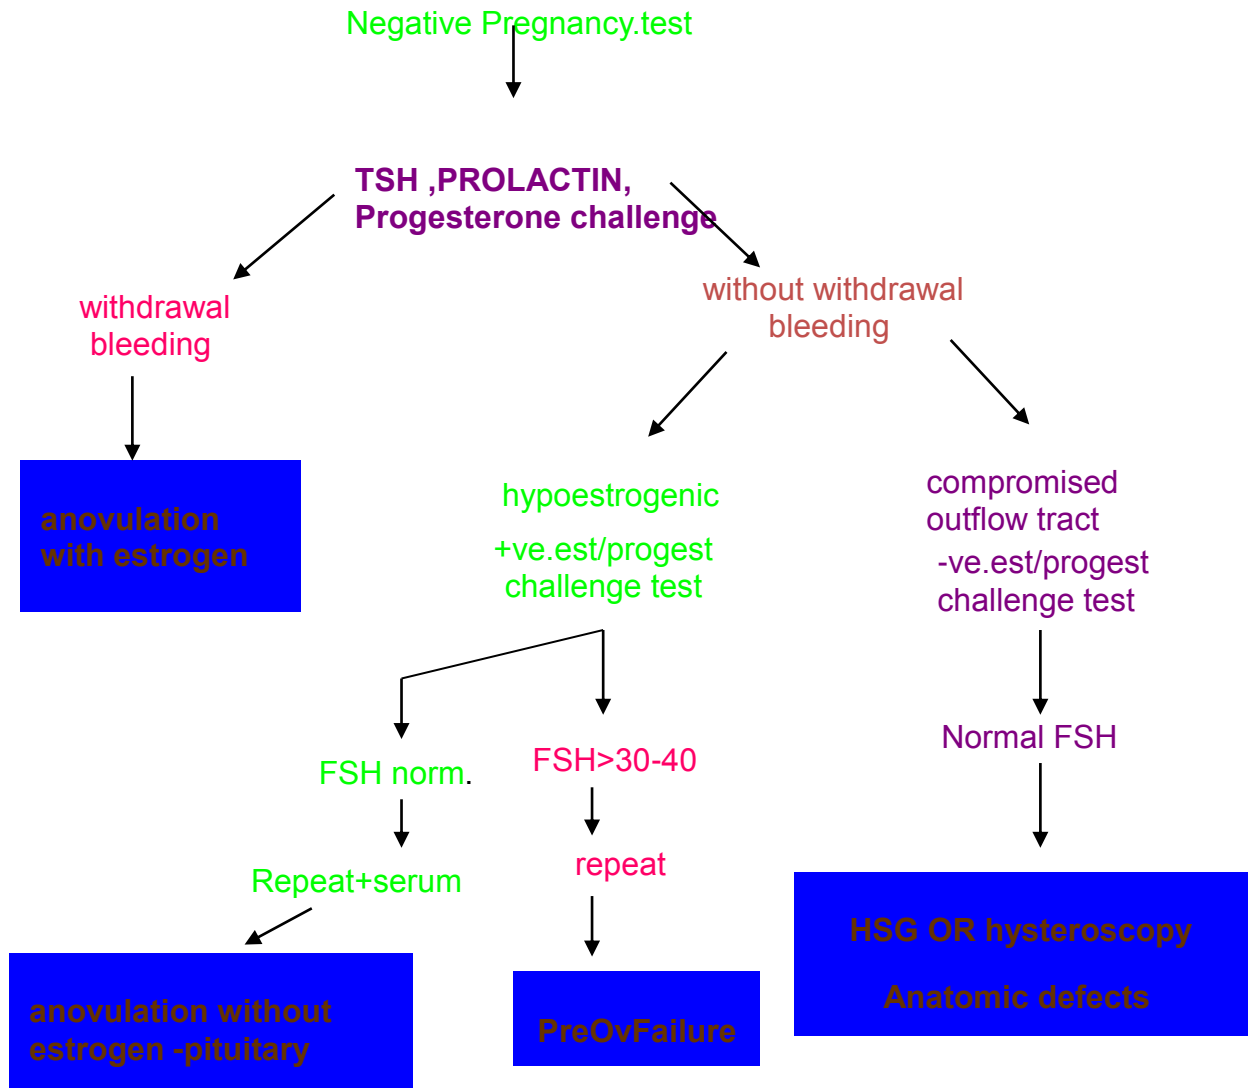 Negative Pregnancy.test
TSH ,PROLACTIN,
Progesterone challenge
withdrawal
bleeding
without withdrawal
bleeding
anovulation
with estrogen
hypoestrogenic
+ve.est/progest
challenge test
compromised
outflow tract
-ve.est/progest
challenge test
FSH norm.
FSH>30-40
Normal FSH
Repeat+serum
repeat
HSG OR hysteroscopy
Anatomic defects
anovulation without
estrogen -pituitary
PreOvFailure